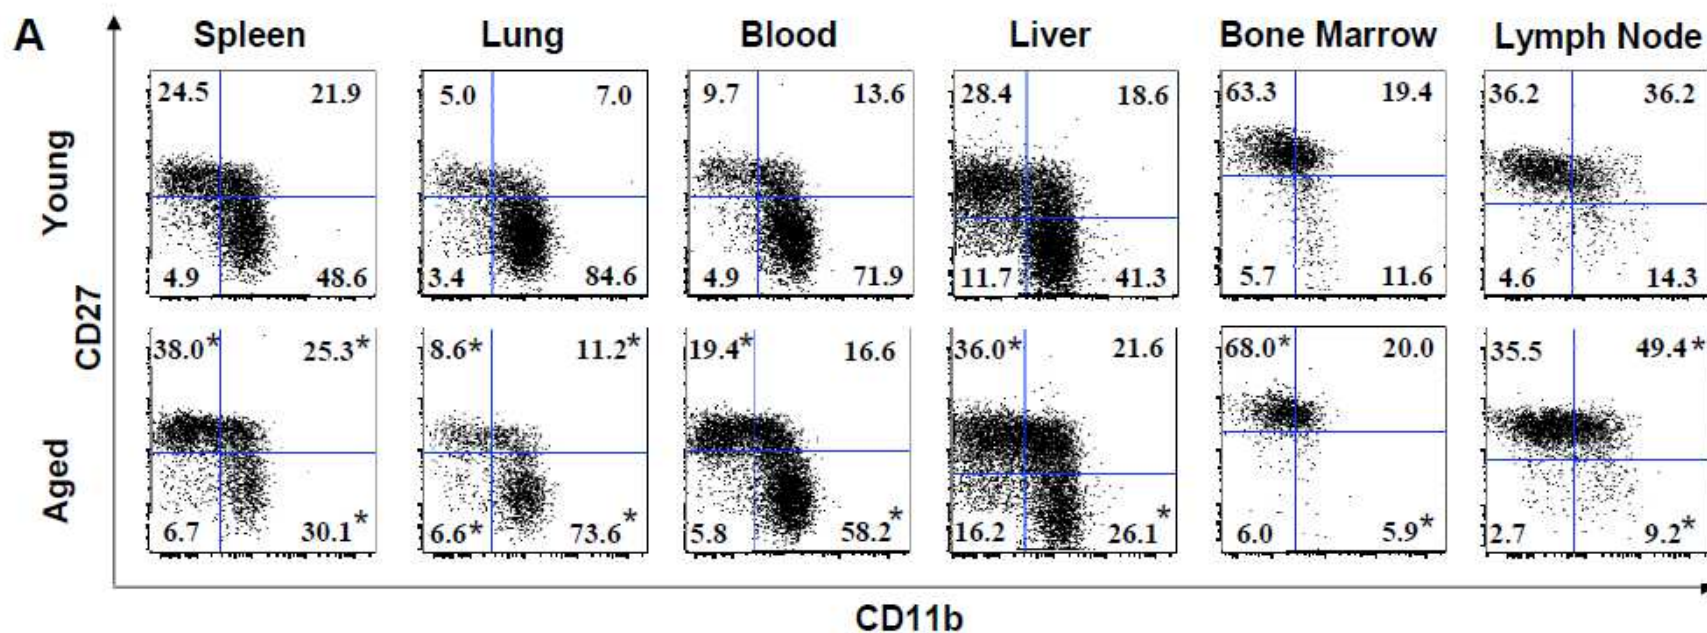 A
Spleen Lung Blood Liver Bone Marrow Lymph Node
Young
24.5 21.9 5.0 7.0 9.7 13.6 28.4 18.6 63.3 19.4 36.2 36.2
4.9 48.6 3.4 84.6 4.9 71.9 11.7 41.3 5.7 11.6 4.6 14.3
CD27
Aged
38.0* 25.3* 8.6* 11.2* 19.4* 16.6 36.0* 21.6 68.0* 20.0 35.5 49.4*
6.7 30.1* 6.6* 73.6* 5.8 58.2* 16.2 26.1* 6.0 5.9* 2.7 9.2*
CD11b